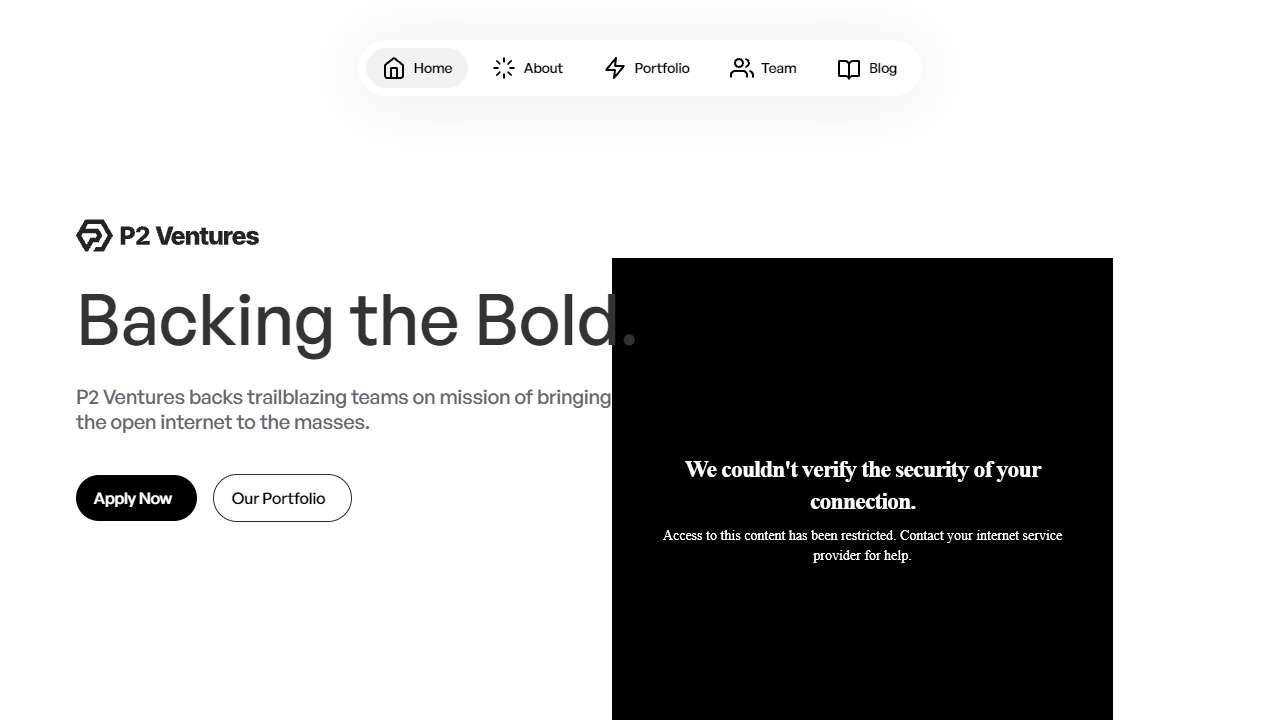 Home
About
Portfolio
Team
Blog
P2 Ventures
Backing the Bold.
P2 Ventures backs trailblazing teams on mission of bringing
the open internet to the masses.
Apply Now
Our Portfolio
We couldn't verify the security of your
connection.
Access to this content has been restricted. Contact your internet service
provider for help.